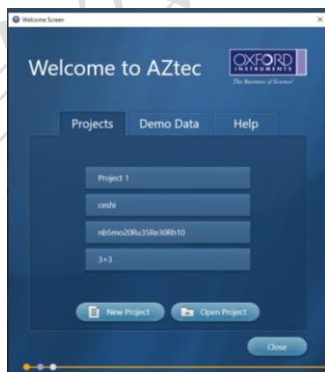 Welcome Screen
Welcome to AZtec
OXFORD
INSTRUMENTS
The Business of Science®
Projects
Demo Data
Help
Project 1
ceshi
nb5mo20Ru35Re30Rh10
3+3
New Project
Open Project
Close